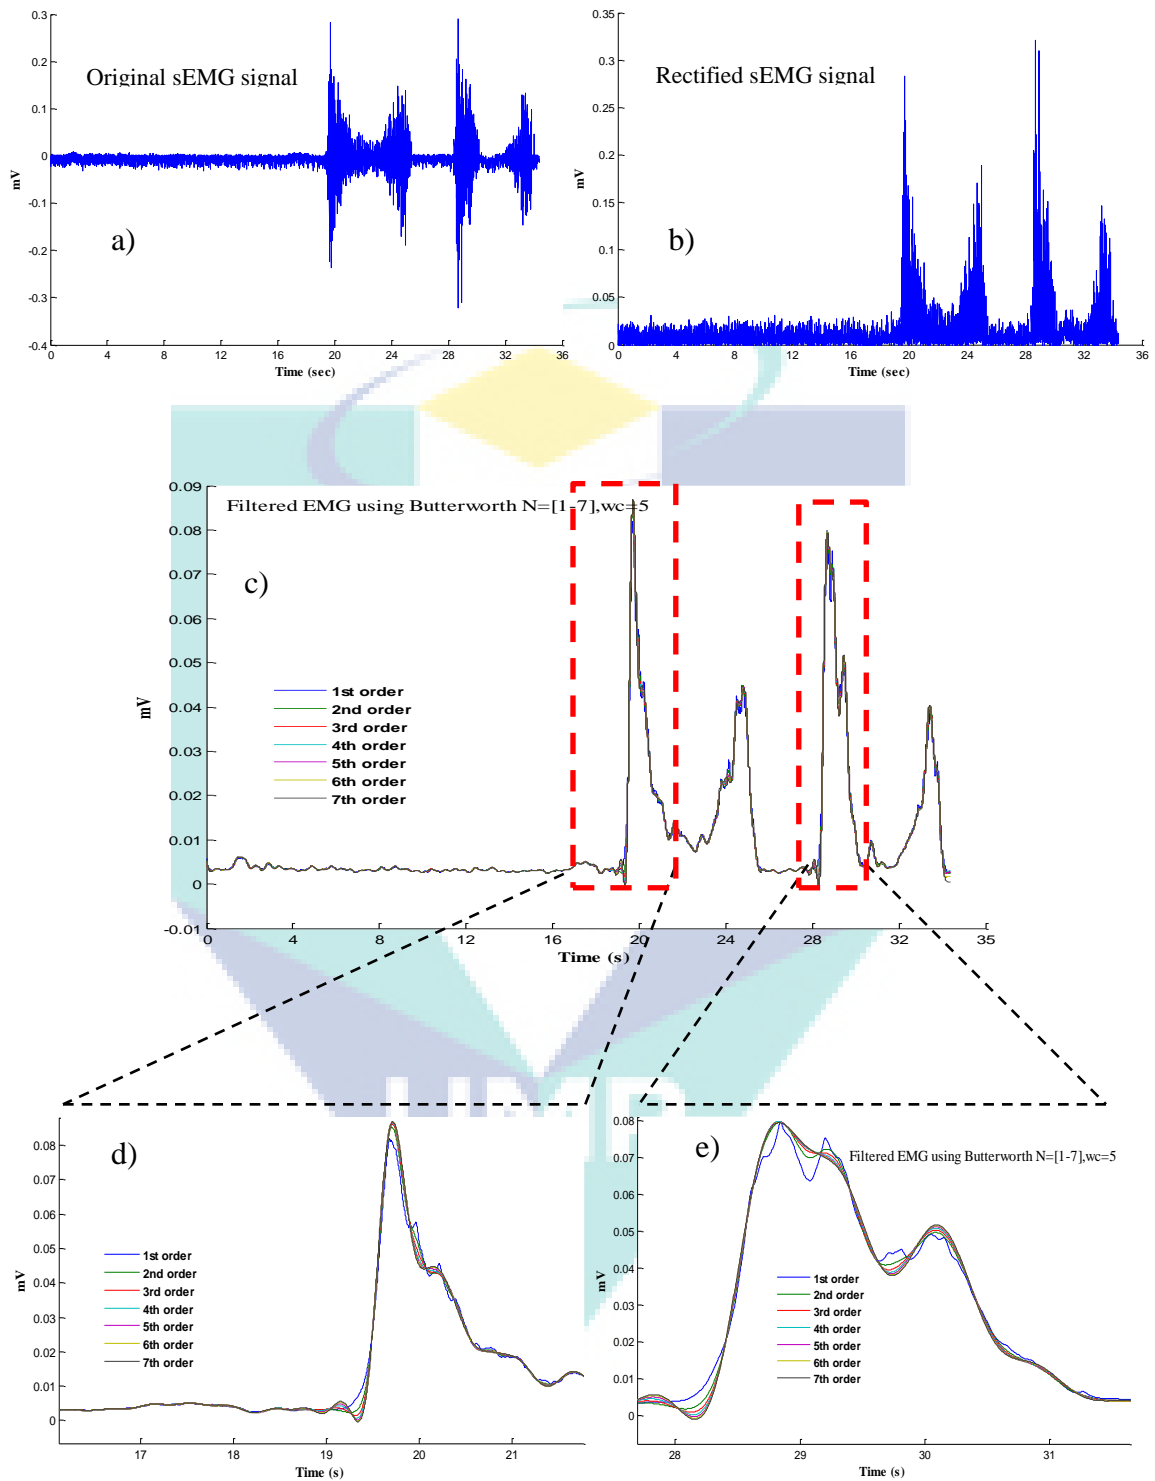 0.3
0.2
0.1
0
-0.1
-0.2
-0.3
-0.4
mV
Original sEMG signal
a)
0
4
8
12
16
20
24
28
32
36
Time (sec)
0.35
0.3
0.25
0.2
0.15
0.1
0.05
0
mV
Rectified sEMG signal
b)
0
4
8
12
16
20
24
28
32
36
Time (sec)
0.09
0.08
0.07
0.06
0.05
0.04
0.03
0.02
0.01
0
-0.01
mV
Filtered EMG using Butterworth N=[1-7],wc=5
c)
1st order
2nd order
3rd order
4th order
5th order
6th order
7th order
0
4
8
12
16
20
24
28
32
35
Time (s)
UMP
0.08
0.07
0.06
0.05
0.04
0.03
0.02
0.01
0
mV
d)
1st order
2nd order
3rd order
4th order
5th order
6th order
7th order
17
18
19
20
21
Time (s)
0.08
0.07
0.06
0.05
0.04
0.03
0.02
0.01
0
mV
e)
Filtered EMG using Butterworth N=[1-7],wc=5
1st order
2nd order
3rd order
4th order
5th order
6th order
7th order
28
29
30
31
Time (s)